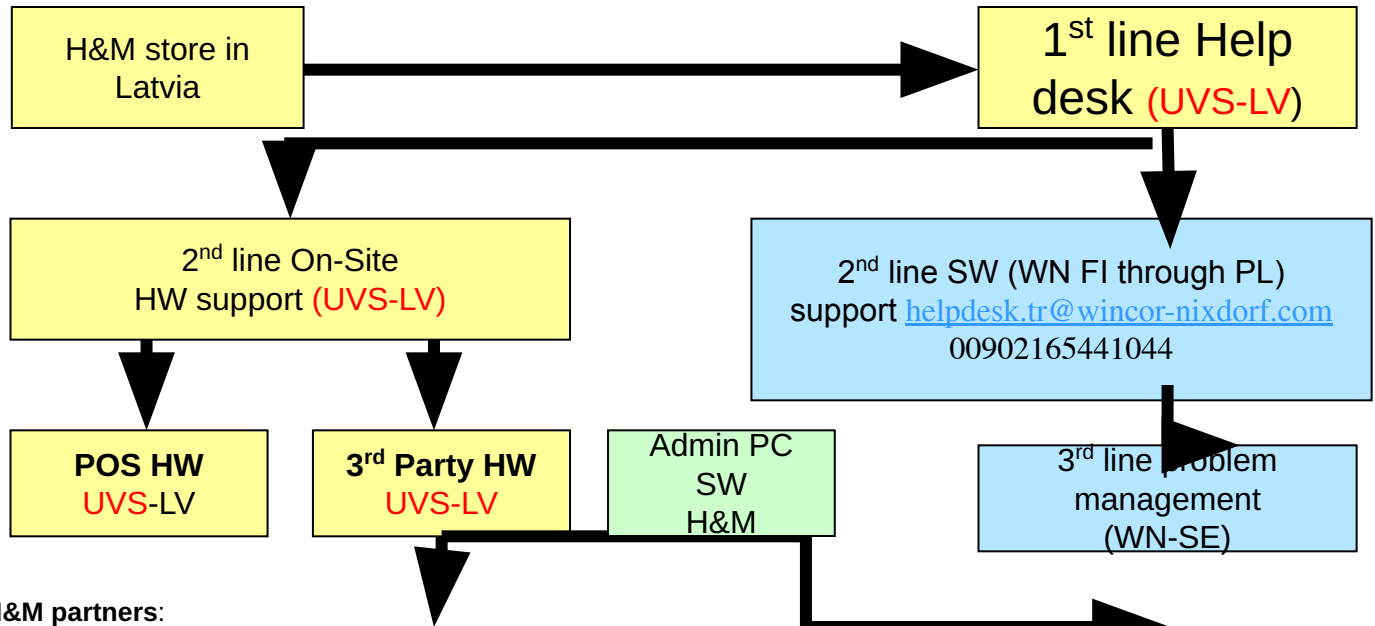 H&M store in
Latvia
1st line Help
desk (UVS-LV)
2nd line On-Site
HW support (UVS-LV)
2nd line SW (WN FI through PL)
support helpdesk.tr@wincor-nixdorf.com
00902165441044
POS HW
UVS-LV
3rd Party HW
UVS-LV
Admin PC
SW
H&M
3rd line problem
management
(WN-SE)
H&M partners: